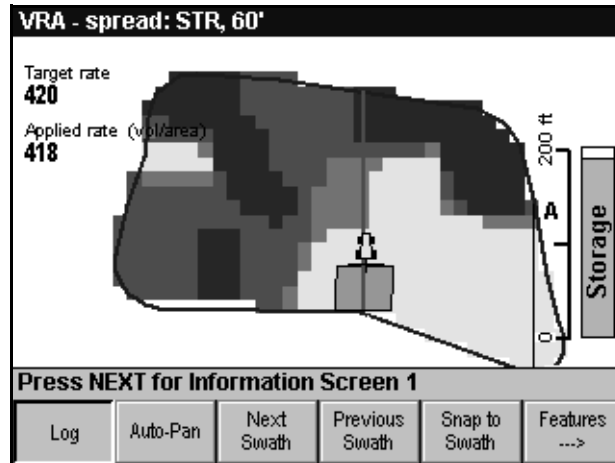 VRA - spread: STR, 60'
Target rate
420
Applied rate (vol/area)
418
200 ft
A
0
Storage
Press NEXT for Information Screen 1
Log
Auto-Pan
Next
Swath
Previous
Swath
Snap to
Swath
Features
--->